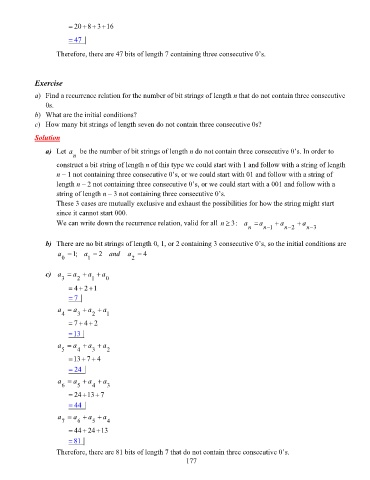 = 20 + 8 + 3 + 16
= 47
Therefore, there are 47 bits of length 7 containing three consecutive 0's.
Exercise
a) Find a recurrence relation for the number of bit strings of length n that do not contain three consecutive
0s.
b) What are the initial conditions?
c) How many bit strings of length seven do not contain three consecutive 0s?
Solution
a) Let a_n be the number of bit strings of length n do not contain three consecutive 0's. In order to
construct a bit string of length n of this type we could start with 1 and follow with a string of length
n – 1 not containing three consecutive 0's, or we could start with 01 and follow with a string of
length n – 2 not containing three consecutive 0's, or we could start with a 001 and follow with a
string of length n – 3 not containing three consecutive 0's.
These 3 cases are mutually exclusive and exhaust the possibilities for how the string might start
since it cannot start 000.
We can write down the recurrence relation, valid for all n ≥ 3: a_n = a_{n-1} + a_{n-2} + a_{n-3}
b) There are no bit strings of length 0, 1, or 2 containing 3 consecutive 0's, so the initial conditions are
a_0 = 1; a_1 = 2 and a_2 = 4
c) a_3 = a_2 + a_1 + a_0
= 4 + 2 + 1
= 7
a_4 = a_3 + a_2 + a_1
= 7 + 4 + 2
= 13
a_5 = a_4 + a_3 + a_2
= 13 + 7 + 4
= 24
a_6 = a_5 + a_4 + a_3
= 24 + 13 + 7
= 44
a_7 = a_6 + a_5 + a_4
= 44 + 24 + 13
= 81
Therefore, there are 81 bits of length 7 that do not contain three consecutive 0's.
177